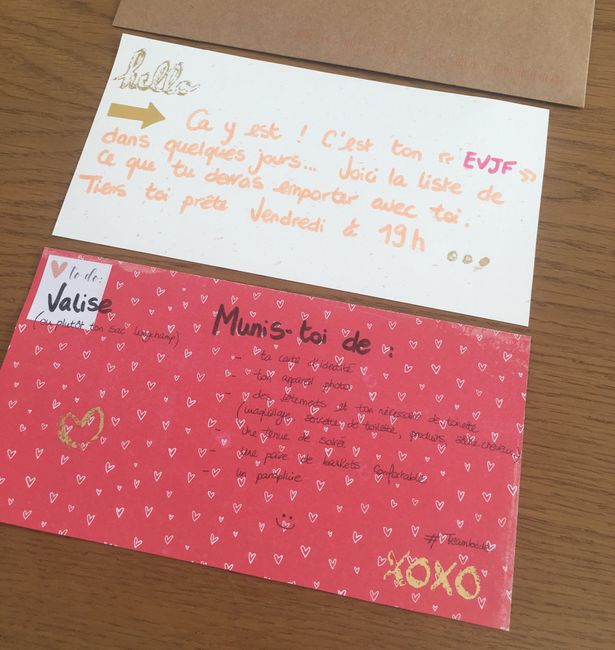 hello
Ca y est ! C'est ton « EVJF »
dans quelques jours... Voici la liste de
ce que tu devras emporter avec toi.
Tiens toi prête Vendredi à 19h ...
to do:
Valise
(ou plutôt ton sac longchamp)
Munis-toi de :
- ta carte d'identité
- ton appareil photo
- des vêtements et ton nécessaire de toilette
(maquillage, serviette de toilette, produits cheveux)
- une tenue de soirée
- une paire de baskets confortable
- un parapluie
XOXO